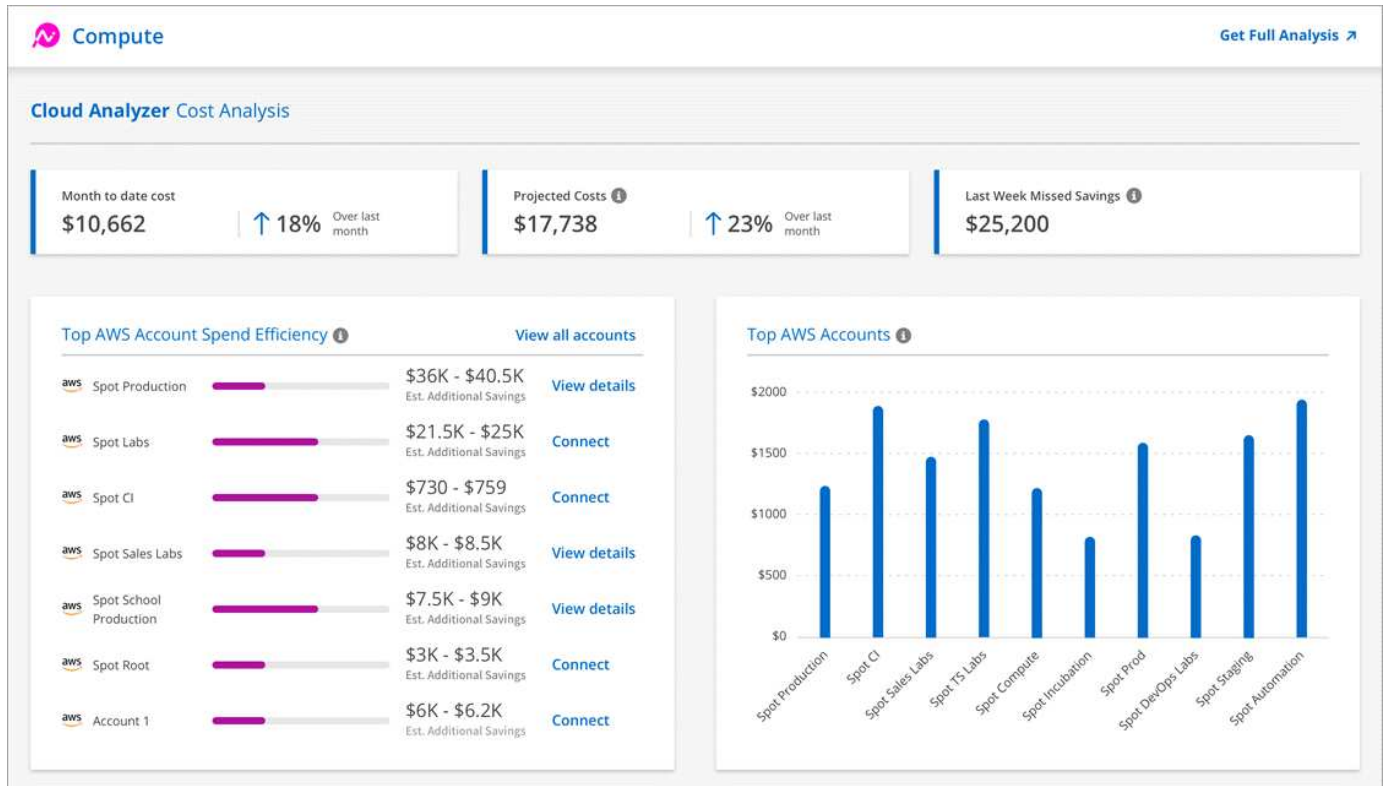 Compute
Get Full Analysis ↗
Cloud Analyzer Cost Analysis
Month to date cost
$10,662
↑ 18%
Over last
month
Projected Costs i
$17,738
↑ 23%
Over last
month
Last Week Missed Savings i
$25,200
Top AWS Account Spend Efficiency i
View all accounts
aws
Spot Production
$36K - $40.5K
Est. Additional Savings
View details
aws
Spot Labs
$21.5K - $25K
Est. Additional Savings
Connect
aws
Spot CI
$730 - $759
Est. Additional Savings
Connect
aws
Spot Sales Labs
$8K - $8.5K
Est. Additional Savings
View details
aws
Spot School
Production
$7.5K - $9K
Est. Additional Savings
View details
aws
Spot Root
$3K - $3.5K
Est. Additional Savings
Connect
aws
Account 1
$6K - $6.2K
Est. Additional Savings
Connect
Top AWS Accounts i
$2000
$1500
$1000
$500
$0
Spot Production
Spot CI
Spot Sales Labs
Spot TS Labs
Spot Compute
Spot Incubation
Spot Prod
Spot DevOps Labs
Spot Staging
Spot Automation